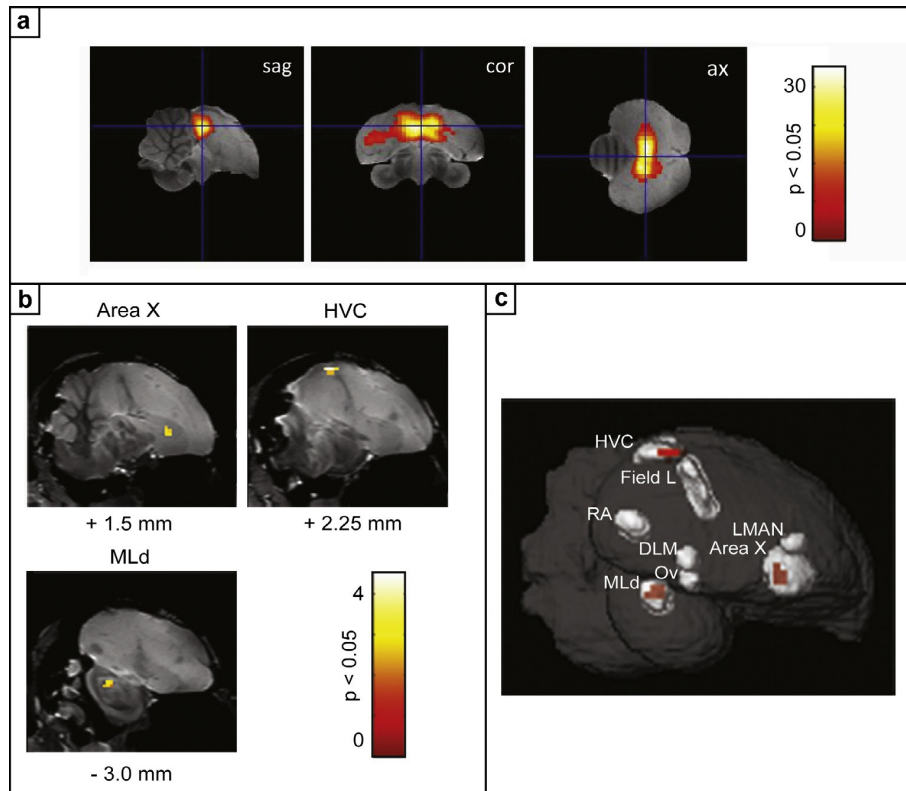 a
sag
cor
ax
30
p < 0.05
0
b
Area X
HVC
+ 1.5 mm
+ 2.25 mm
MLd
4
p < 0.05
0
- 3.0 mm
c
HVC
Field L
RA
LMAN
DLM
Area X
Ov
MLd